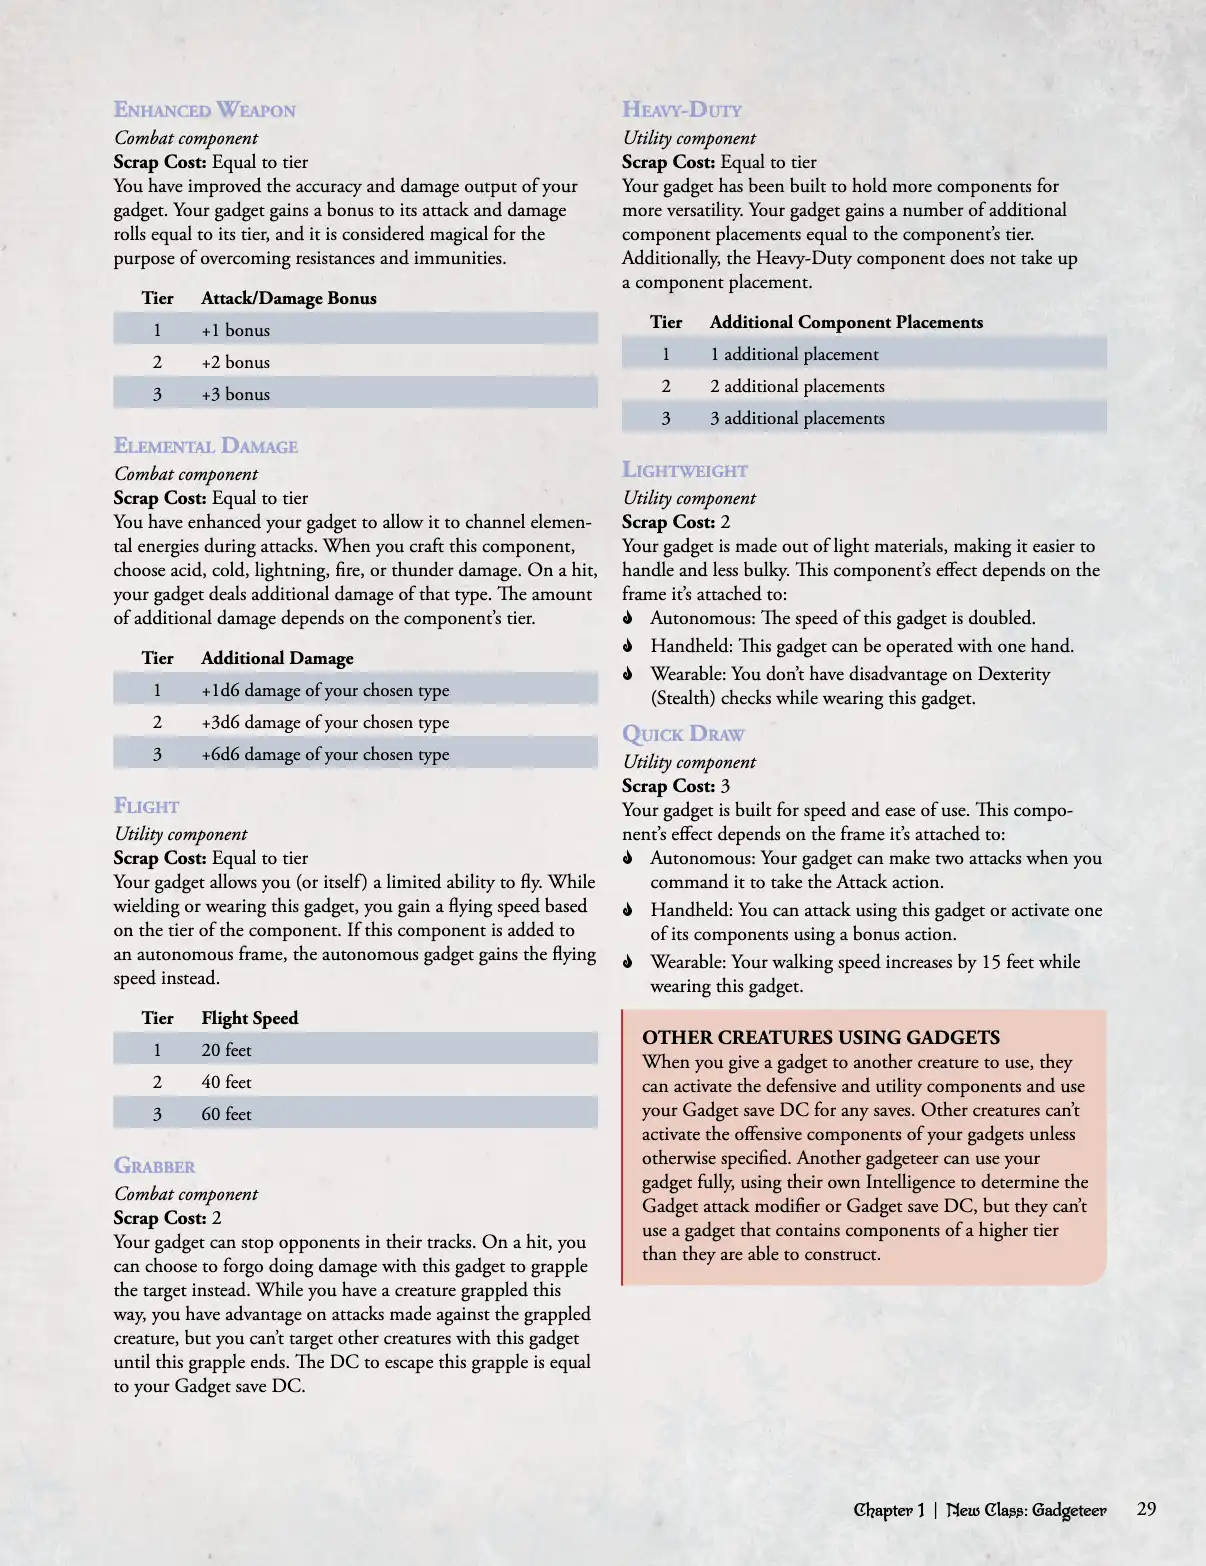 Enhanced Weapon
Combat component
Scrap Cost: Equal to tier
You have improved the accuracy and damage output of your
gadget. Your gadget gains a bonus to its attack and damage
rolls equal to its tier, and it is considered magical for the
purpose of overcoming resistances and immunities.
Tier Attack/Damage Bonus
1 +1 bonus
2 +2 bonus
3 +3 bonus
Elemental Damage
Combat component
Scrap Cost: Equal to tier
You have enhanced your gadget to allow it to channel elemen-
tal energies during attacks. When you craft this component,
choose acid, cold, lightning, fire, or thunder damage. On a hit,
your gadget deals additional damage of that type. The amount
of additional damage depends on the component's tier.
Tier Additional Damage
1 +1d6 damage of your chosen type
2 +3d6 damage of your chosen type
3 +6d6 damage of your chosen type
Flight
Utility component
Scrap Cost: Equal to tier
Your gadget allows you (or itself) a limited ability to fly. While
wielding or wearing this gadget, you gain a flying speed based
on the tier of the component. If this component is added to
an autonomous frame, the autonomous gadget gains the flying
speed instead.
Tier Flight Speed
1 20 feet
2 40 feet
3 60 feet
Grabber
Combat component
Scrap Cost: 2
Your gadget can stop opponents in their tracks. On a hit, you
can choose to forgo doing damage with this gadget to grapple
the target instead. While you have a creature grappled this
way, you have advantage on attacks made against the grappled
creature, but you can't target other creatures with this gadget
until this grapple ends. The DC to escape this grapple is equal
to your Gadget save DC.
Heavy-Duty
Utility component
Scrap Cost: Equal to tier
Your gadget has been built to hold more components for
more versatility. Your gadget gains a number of additional
component placements equal to the component's tier.
Additionally, the Heavy-Duty component does not take up
a component placement.
Tier Additional Component Placements
1 1 additional placement
2 2 additional placements
3 3 additional placements
Lightweight
Utility component
Scrap Cost: 2
Your gadget is made out of light materials, making it easier to
handle and less bulky. This component's effect depends on the
frame it's attached to:
Autonomous: The speed of this gadget is doubled.
Handheld: This gadget can be operated with one hand.
Wearable: You don't have disadvantage on Dexterity
(Stealth) checks while wearing this gadget.
Quick Draw
Utility component
Scrap Cost: 3
Your gadget is built for speed and ease of use. This compo-
nent's effect depends on the frame it's attached to:
Autonomous: Your gadget can make two attacks when you
command it to take the Attack action.
Handheld: You can attack using this gadget or activate one
of its components using a bonus action.
Wearable: Your walking speed increases by 15 feet while
wearing this gadget.
OTHER CREATURES USING GADGETS
When you give a gadget to another creature to use, they
can activate the defensive and utility components and use
your Gadget save DC for any saves. Other creatures can't
activate the offensive components of your gadgets unless
otherwise specified. Another gadgeteer can use your
gadget fully, using their own Intelligence to determine the
Gadget attack modifier or Gadget save DC, but they can't
use a gadget that contains components of a higher tier
than they are able to construct.
Chapter 1 | New Class: Gadgeteer 29